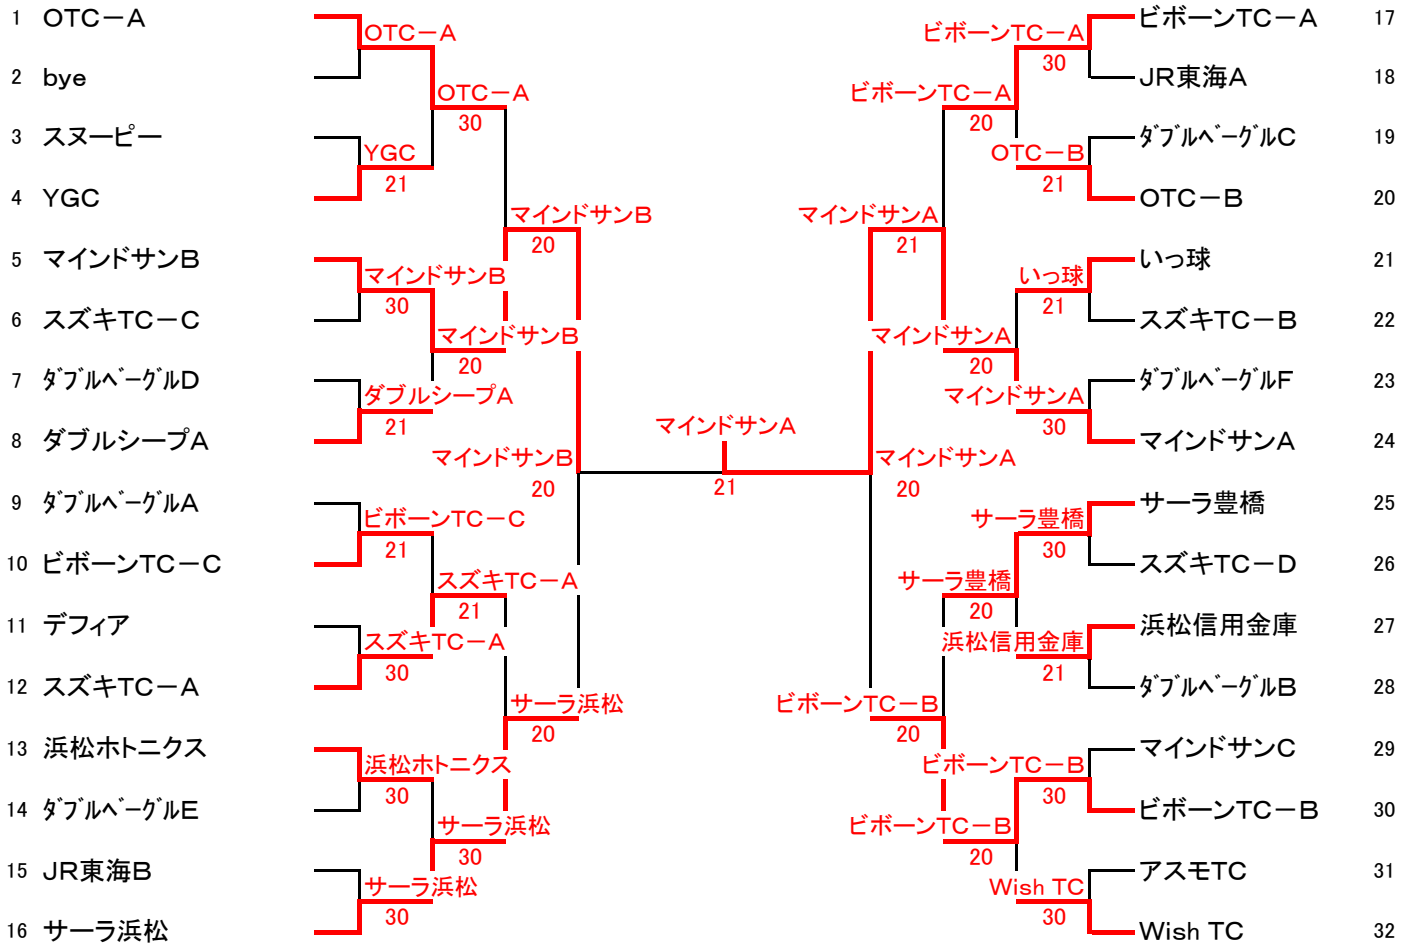 1 OTC－A
2 bye
3 スヌーピー
4 YGC
5 マインドサンB
6 スズキTC－C
7 ﾀﾞﾌﾞﾙﾍﾞｰｸﾞﾙD
8 ダブルシープA
9 ﾀﾞﾌﾞﾙﾍﾞｰｸﾞﾙA
10 ビボーンTC－C
11 デフィア
12 スズキTC－A
13 浜松ホトニクス
14 ﾀﾞﾌﾞﾙﾍﾞｰｸﾞﾙE
15 JR東海B
16 サーラ浜松
OTC－A
YGC
21
マインドサンB
30
ダブルシープA
21
ビボーンTC－C
21
スズキTC－A
30
浜松ホトニクス
30
サーラ浜松
30
OTC－A
30
マインドサンB
20
スズキTC－A
21
サーラ浜松
30
マインドサンB
20
サーラ浜松
20
マインドサンB
20
マインドサンA
21
マインドサンA
20
マインドサンA
21
ビボーンTC－B
20
ビボーンTC－A
20
マインドサンA
20
サーラ豊橋
20
ビボーンTC－B
20
ビボーンTC－A
30
OTC－B
21
いっ球
21
マインドサンA
30
サーラ豊橋
30
浜松信用金庫
21
ビボーンTC－B
30
Wish TC
30
ビボーンTC－A 17
JR東海A 18
ﾀﾞﾌﾞﾙﾍﾞｰｸﾞﾙC 19
OTC－B 20
いっ球 21
スズキTC－B 22
ﾀﾞﾌﾞﾙﾍﾞｰｸﾞﾙF 23
マインドサンA 24
サーラ豊橋 25
スズキTC－D 26
浜松信用金庫 27
ﾀﾞﾌﾞﾙﾍﾞｰｸﾞﾙB 28
マインドサンC 29
ビボーンTC－B 30
アスモTC 31
Wish TC 32